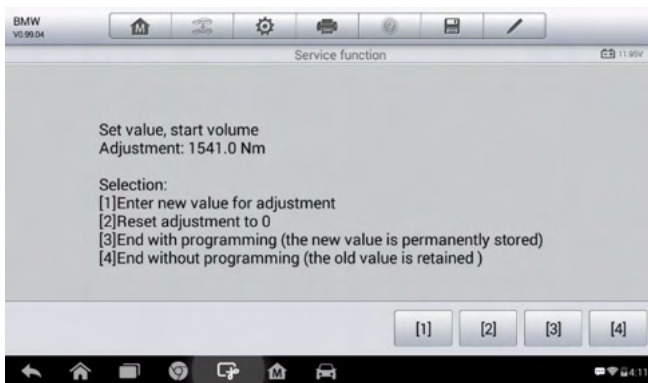 BMW
V0.99.04
Service function
11.95V
Set value, start volume
Adjustment: 1541.0 Nm
Selection:
[1]Enter new value for adjustment
[2]Reset adjustment to 0
[3]End with programming (the new value is permanently stored)
[4]End without programming (the old value is retained )
[1] [2] [3] [4]
4:11